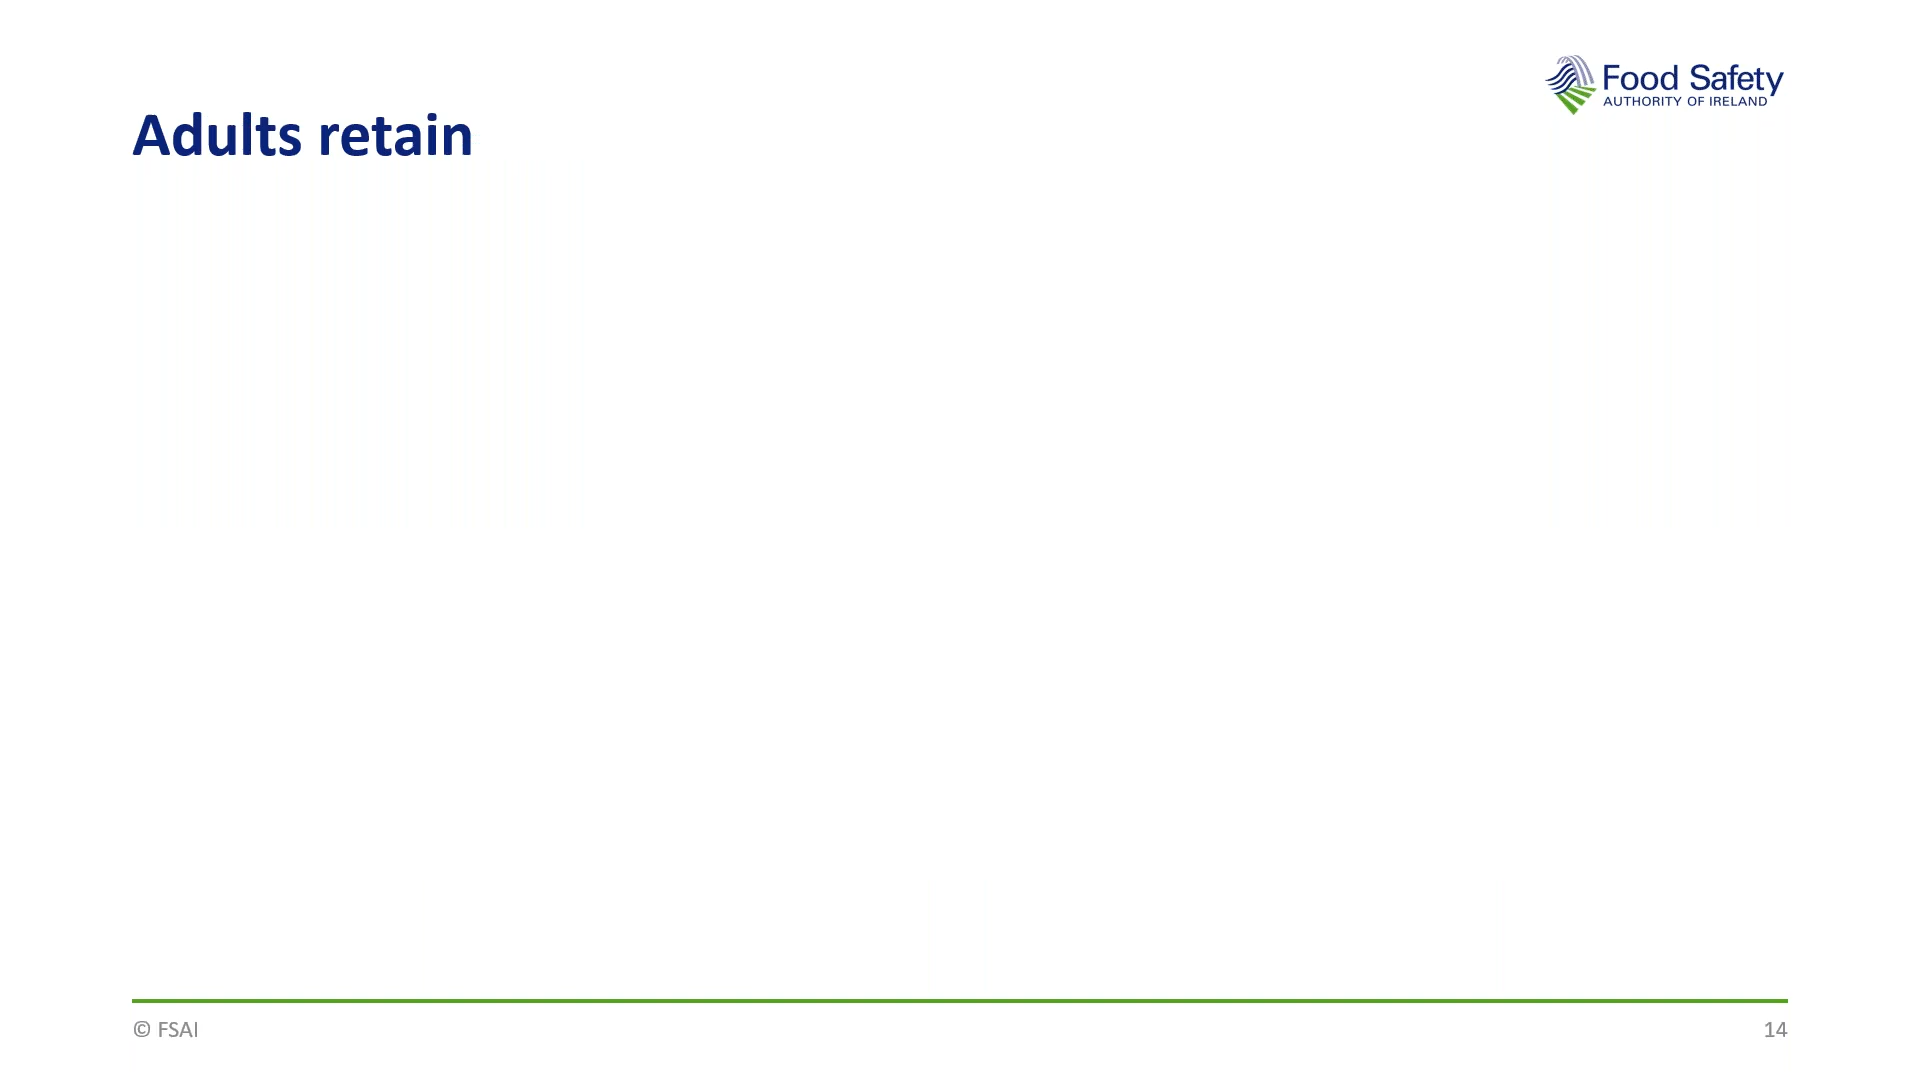 Food Safety
AUTHORITY OF IRELAND
Adults retain
© FSAI
14